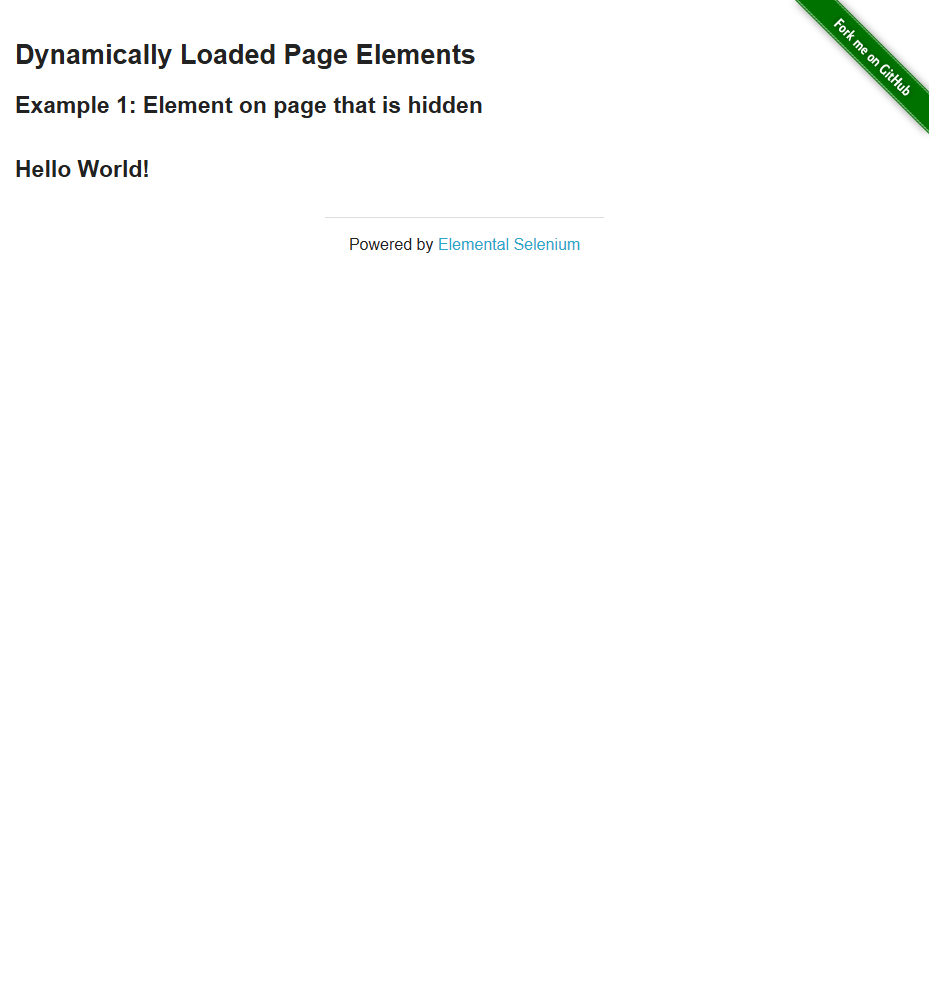 Fork me on GitHub
Dynamically Loaded Page Elements
Example 1: Element on page that is hidden
Hello World!
Powered by Elemental Selenium